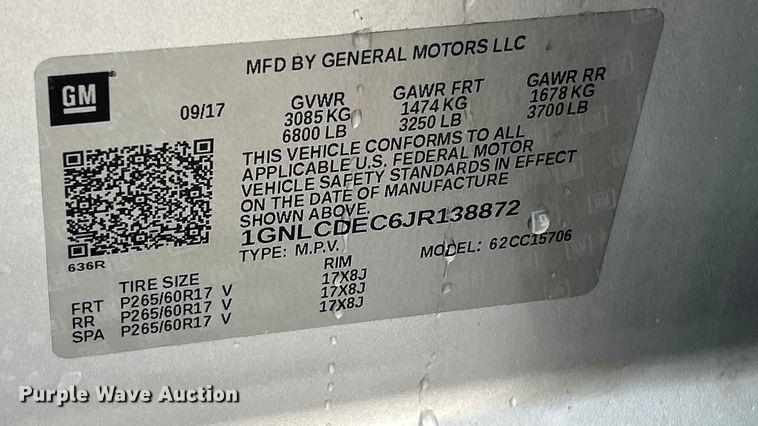 MFD BY GENERAL MOTORS LLC
GM
09/17
GVWR GAWR FRT GAWR RR
3085 KG 1474 KG 1678 KG
6800 LB 3250 LB 3700 LB
THIS VEHICLE CONFORMS TO ALL
APPLICABLE U.S. FEDERAL MOTOR
VEHICLE SAFETY STANDARDS IN EFFECT
ON THE DATE OF MANUFACTURE
SHOWN ABOVE.
1GNLCDEC6JR138872
TYPE: M.P.V. MODEL: 62CC15706
636R
TIRE SIZE RIM
FRT P265/60R17 V 17X8J
RR P265/60R17 V 17X8J
SPA P265/60R17 V 17X8J
Purple Wave Auction